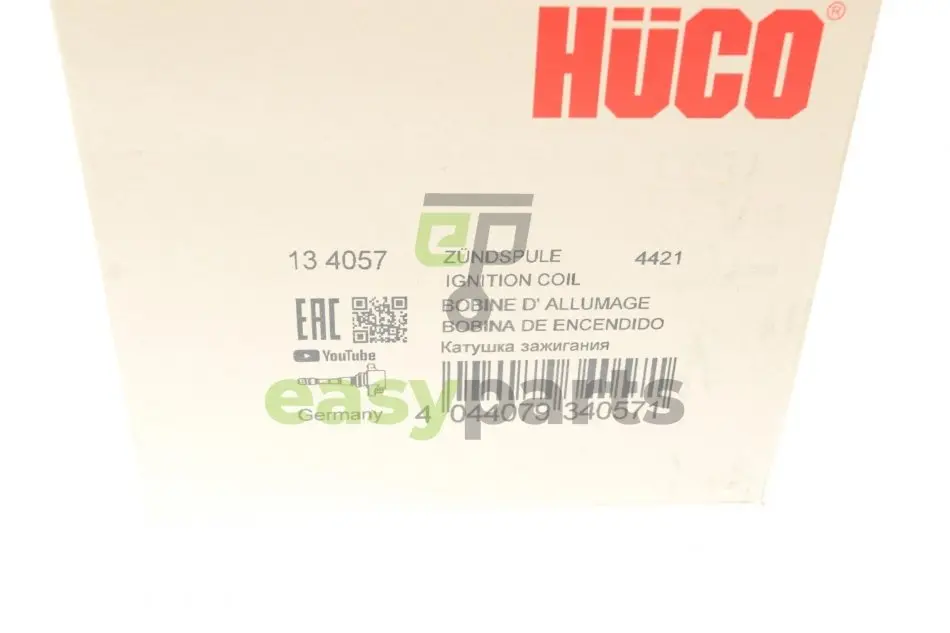 HÜCO®
13 4057
ZÜNDSPULE 4421
IGNITION COIL
BOBINE D' ALLUMAGE
BOBINA DE ENCENDIDO
Катушка зажигания
EAC
YouTube
Germany
4 044079 340571
ep
easyparts